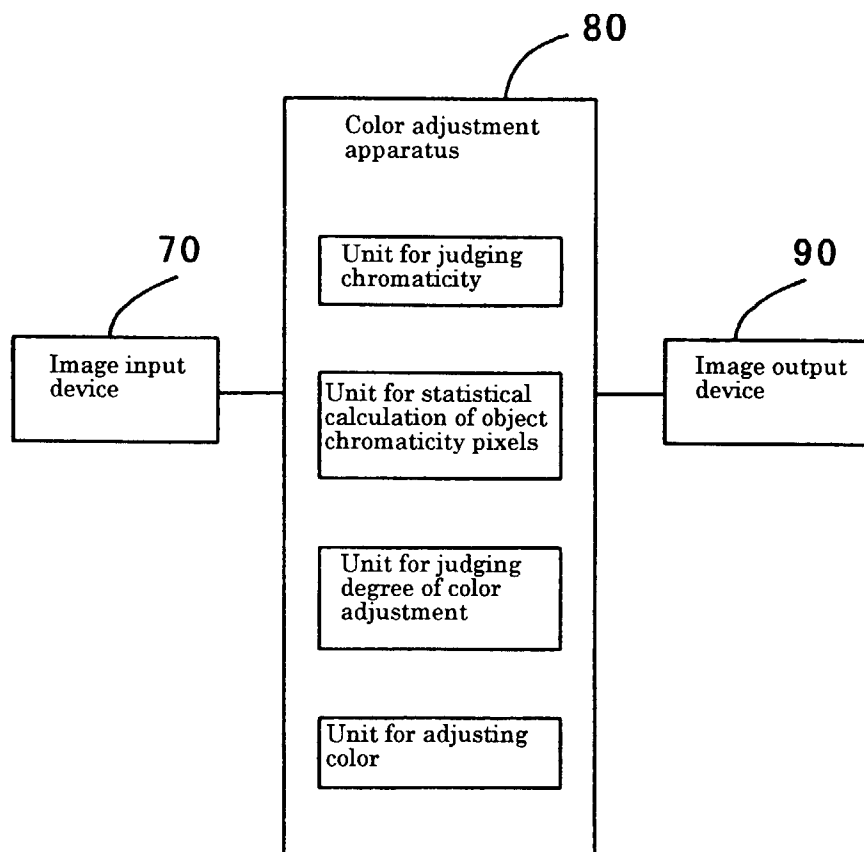 80
Color adjustment
apparatus
70
Unit for judging
chromaticity
90
Image input
device
Unit for statistical
calculation of object
chromaticity pixels
Image output
device
Unit for judging
degree of color
adjustment
Unit for adjusting
color